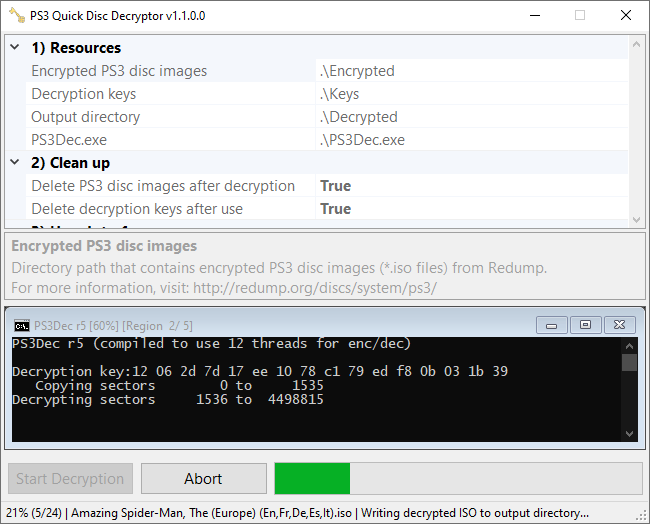 PS3 Quick Disc Decryptor v1.1.0.0
1) Resources
Encrypted PS3 disc images .\Encrypted
Decryption keys .\Keys
Output directory .\Decrypted
PS3Dec.exe .\PS3Dec.exe
2) Clean up
Delete PS3 disc images after decryption True
Delete decryption keys after use True
Encrypted PS3 disc images
Directory path that contains encrypted PS3 disc images (*.iso files) from Redump.
For more information, visit: http://redump.org/discs/system/ps3/
PS3Dec r5 [60%] [Region 2/ 5]
PS3Dec r5 (compiled to use 12 threads for enc/dec)
Decryption key:12 06 2d 7d 17 ee 10 78 c1 79 ed f8 0b 03 1b 39
Copying sectors 0 to 1535
Decrypting sectors 1536 to 4498815
Start Decryption Abort
21% (5/24) | Amazing Spider-Man, The (Europe) (En,Fr,De,Es,It).iso | Writing decrypted ISO to output directory...